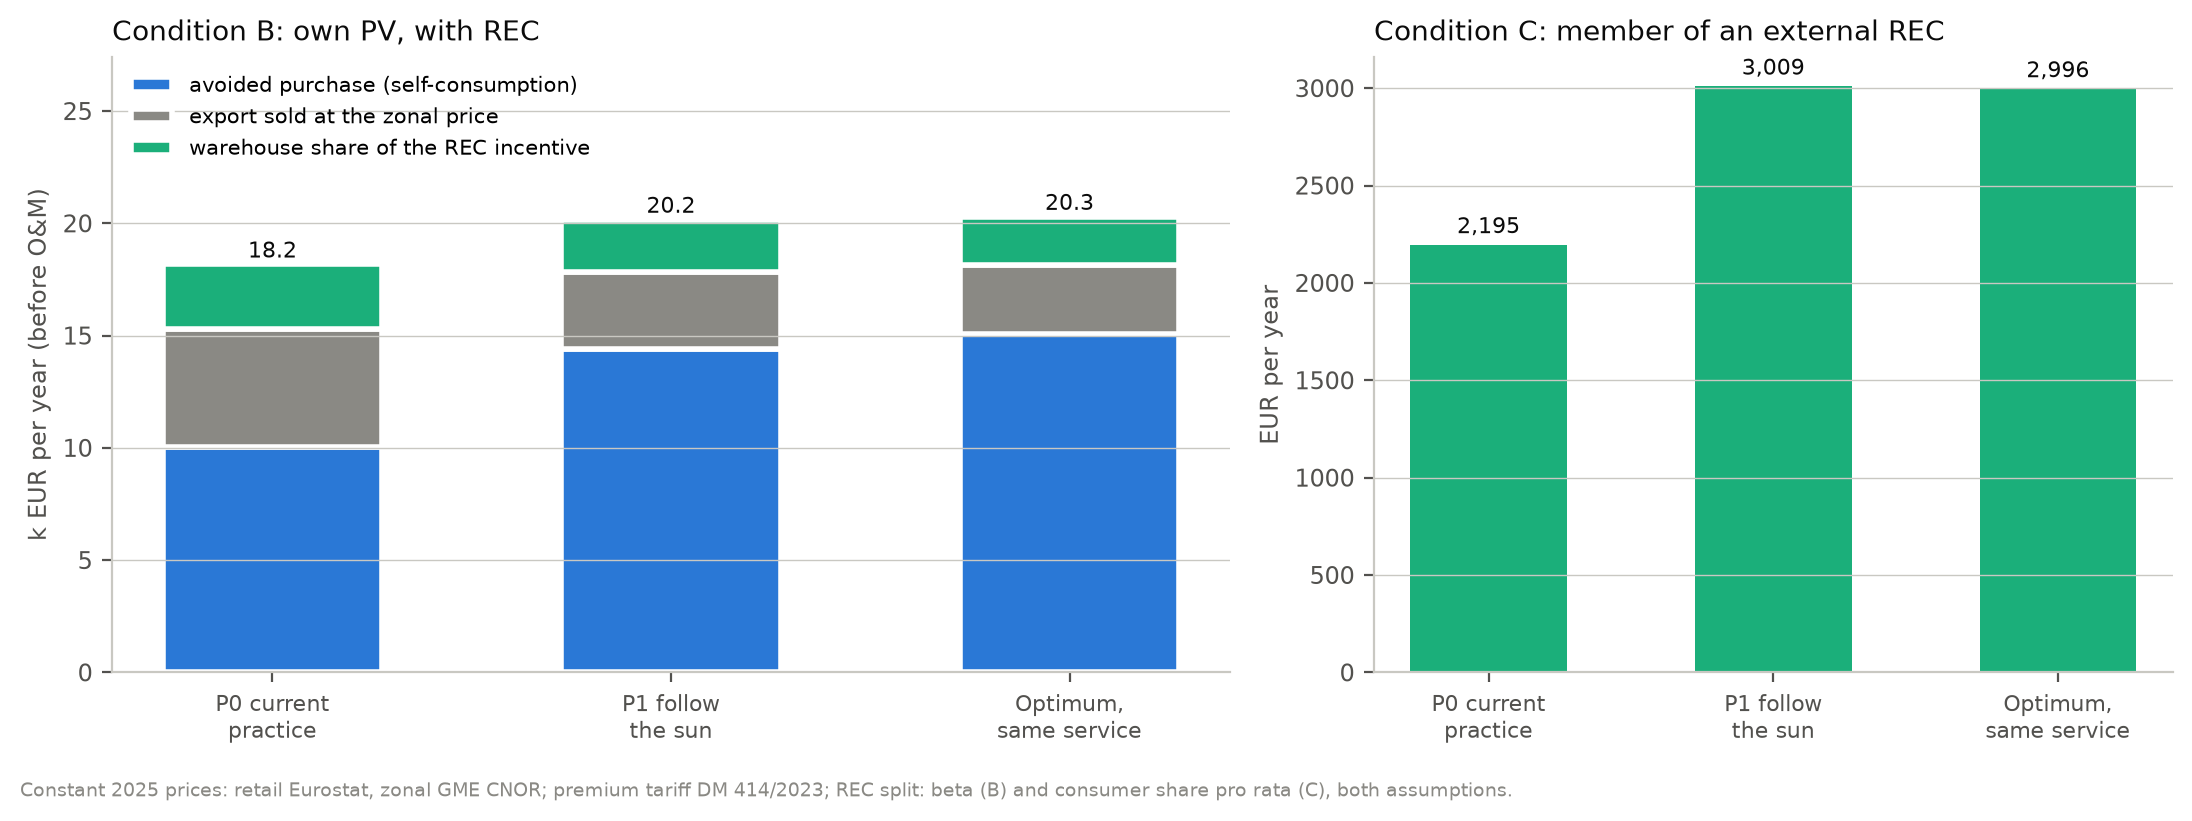 Condition B: own PV, with REC
avoided purchase (self-consumption)
export sold at the zonal price
warehouse share of the REC incentive
k EUR per year (before O&M)
25
20
15
10
5
0
18.2
20.2
20.3
P0 current
practice
P1 follow
the sun
Optimum,
same service
Condition C: member of an external REC
EUR per year
3000
2500
2000
1500
1000
500
0
2,195
3,009
2,996
P0 current
practice
P1 follow
the sun
Optimum,
same service
Constant 2025 prices: retail Eurostat, zonal GME CNOR; premium tariff DM 414/2023; REC split: beta (B) and consumer share pro rata (C), both assumptions.